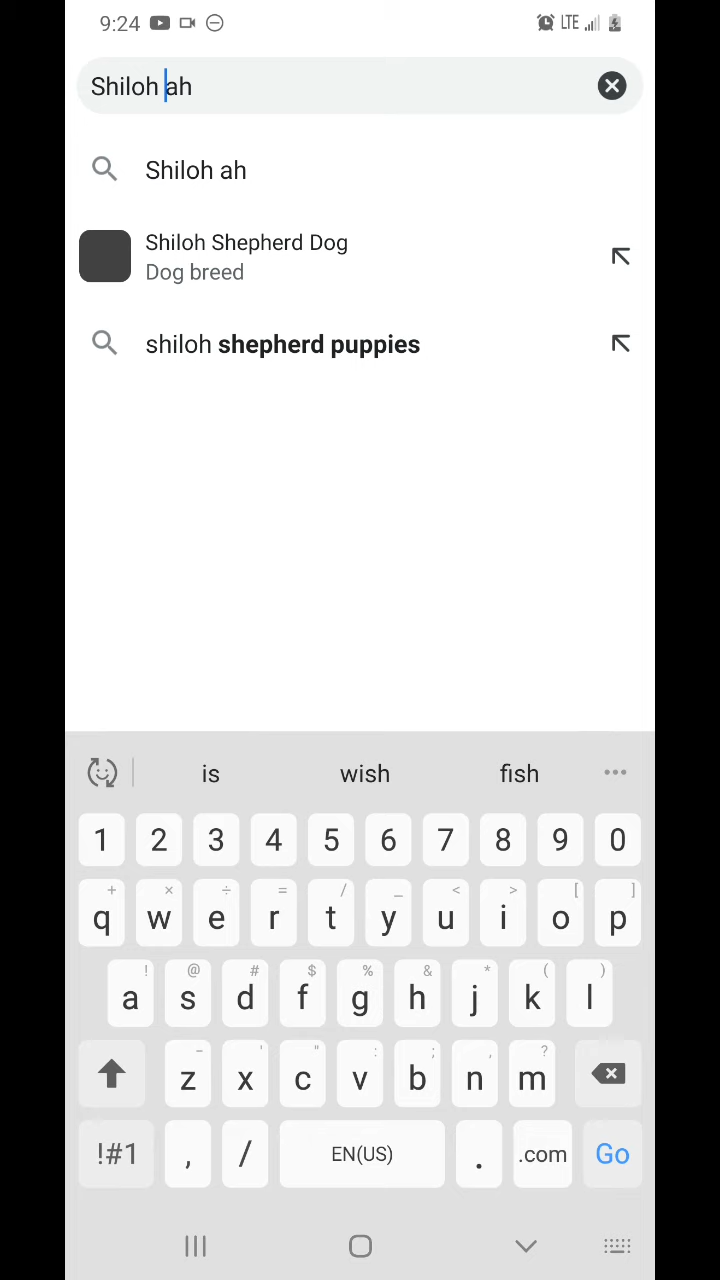 9:24 LTE
Shiloh ah
Shiloh ah
Shiloh Shepherd Dog
Dog breed
shiloh shepherd puppies
is wish fish
1 2 3 4 5 6 7 8 9 0
+ × ÷ = / _ < > [ ]
q w e r t y u i o p
! @ # $ % & * ( )
a s d f g h j k l
- ' " : ; , ?
z x c v b n m
!#1 , / EN(US) . .com Go